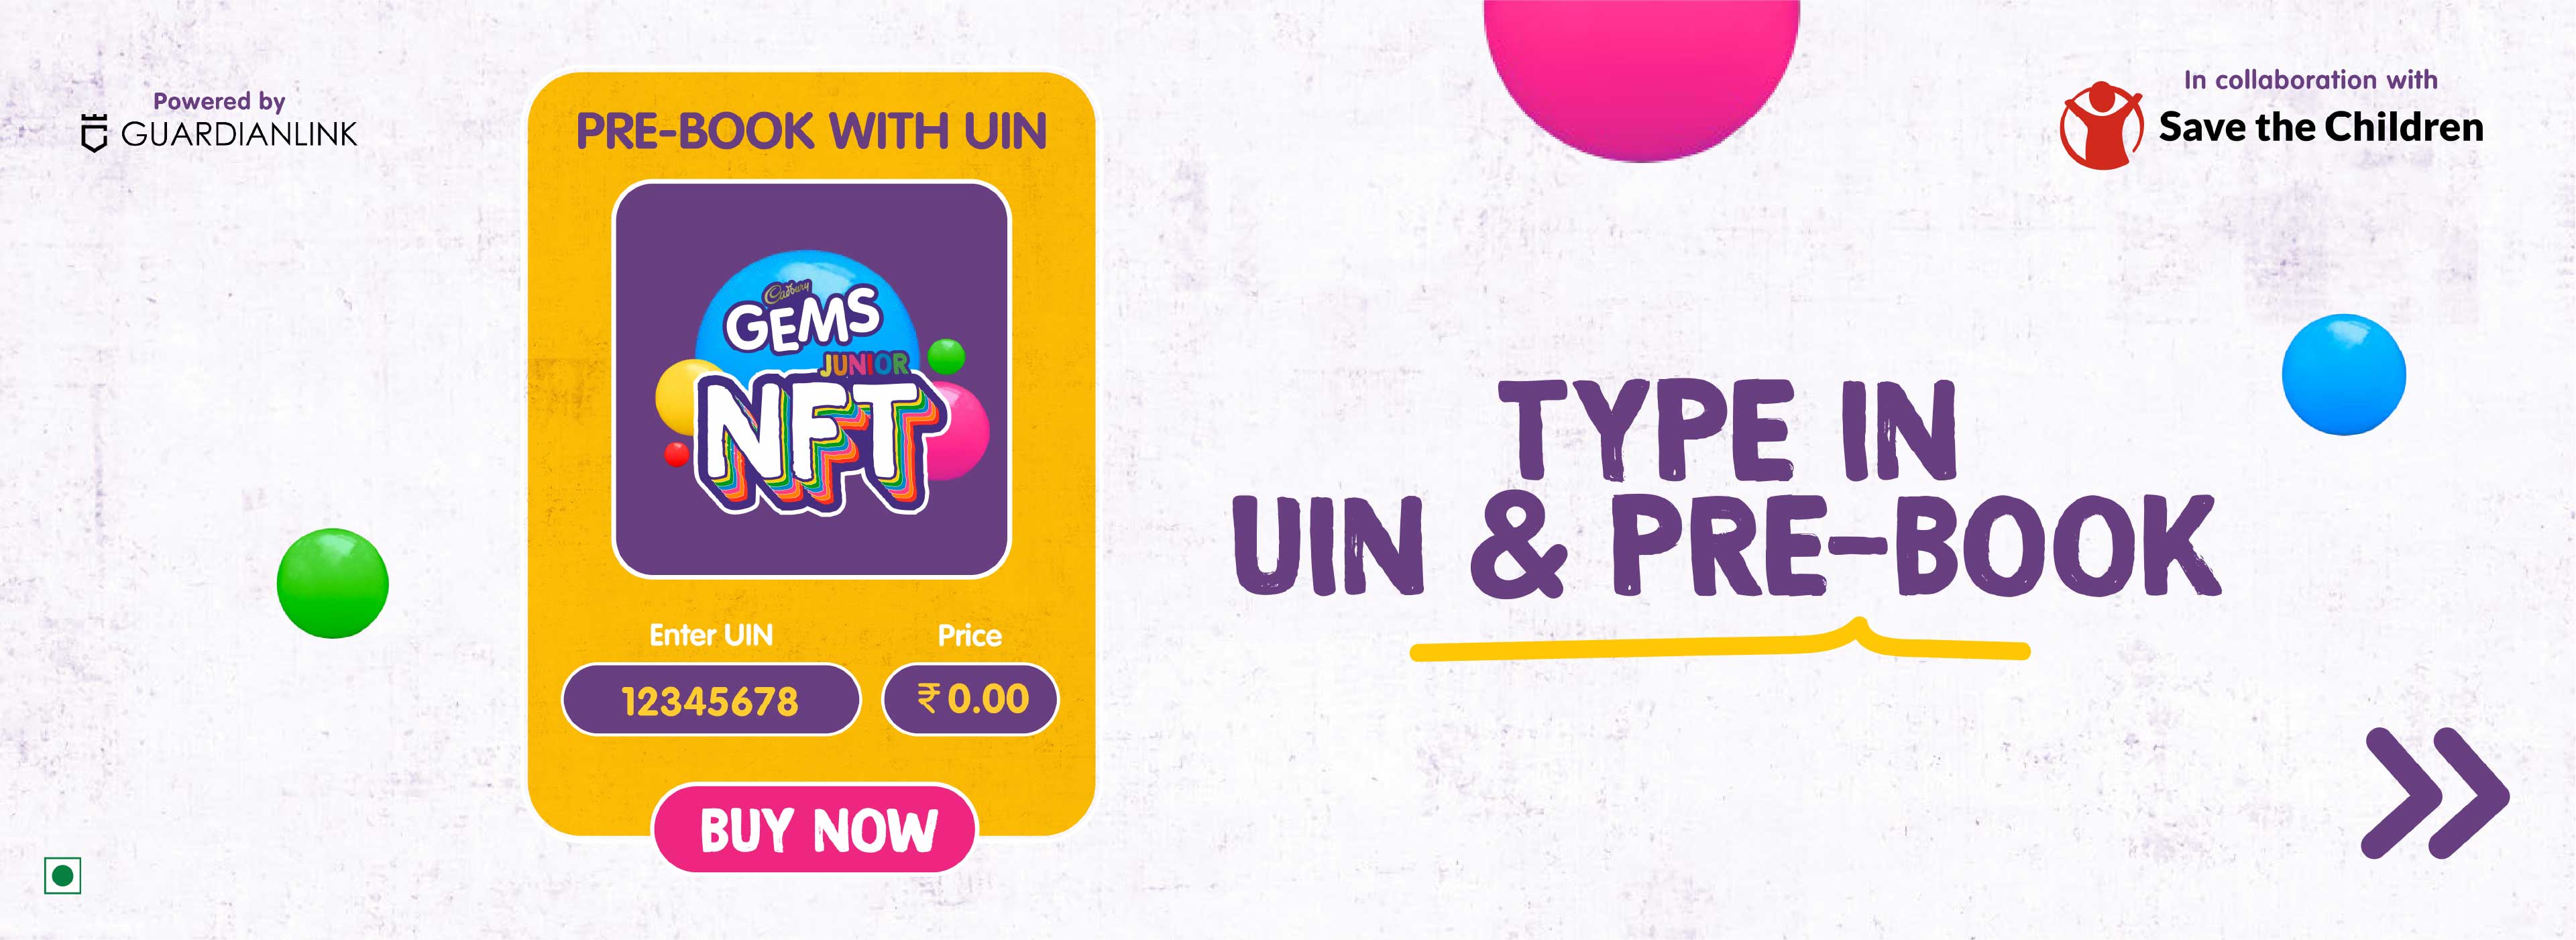 Powered by
GUARDIANLINK
PRE-BOOK WITH UIN
Cadbury
GEMS
JUNIOR
NFT
Enter UIN
Price
12345678
₹0.00
BUY NOW
In collaboration with
Save the Children
TYPE IN
UIN & PRE-BOOK